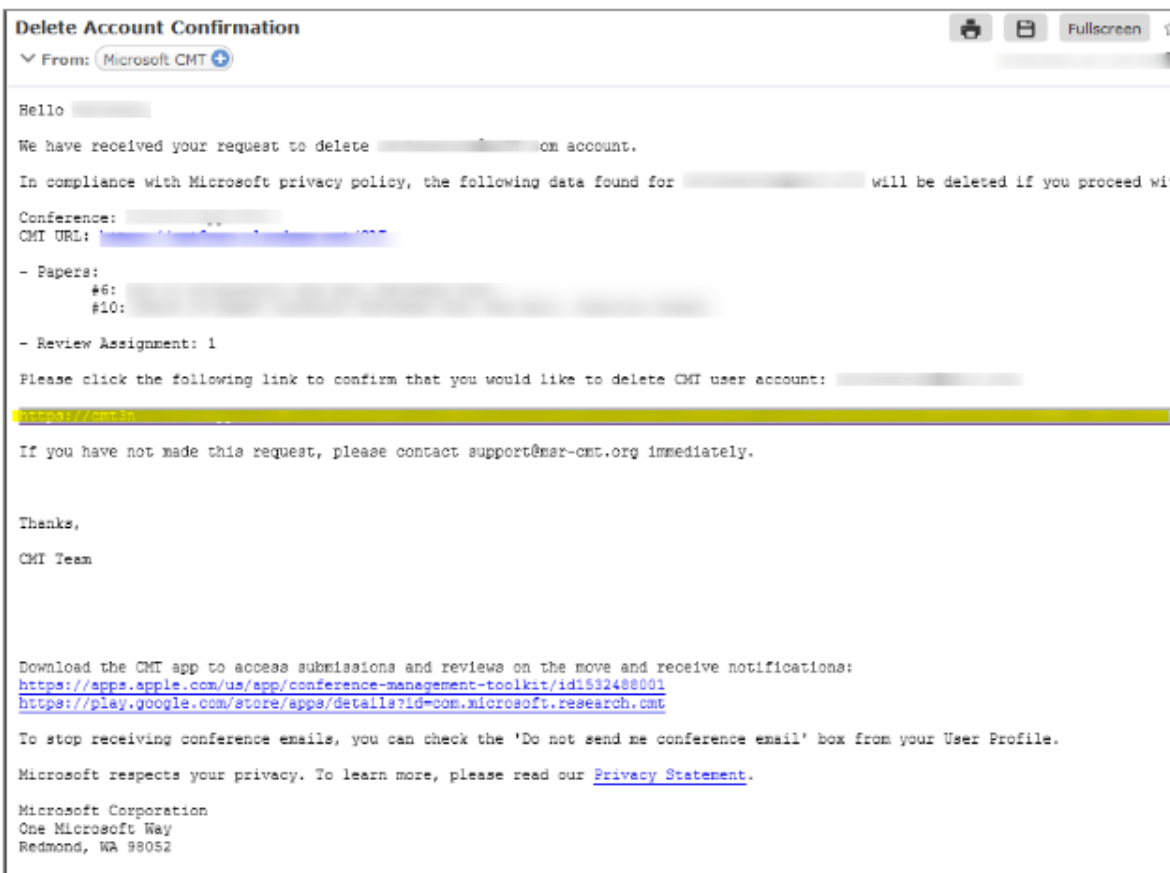 Delete Account Confirmation
Fullscreen
From: Microsoft CMT
Hello
We have received your request to delete om account.
In compliance with Microsoft privacy policy, the following data found for will be deleted if you proceed wi
Conference:
CMT URL:
- Papers:
#6:
#10:
- Review Assignment: 1
Please click the following link to confirm that you would like to delete CMT user account:
https://cmt3n
If you have not made this request, please contact support@msr-cmt.org immediately.
Thanks,
CMT Team
Download the CMT app to access submissions and reviews on the move and receive notifications:
https://apps.apple.com/us/app/conference-management-toolkit/id1532488001
https://play.google.com/store/apps/details?id=com.microsoft.research.cmt
To stop receiving conference emails, you can check the 'Do not send me conference email' box from your User Profile.
Microsoft respects your privacy. To learn more, please read our Privacy Statement.
Microsoft Corporation
One Microsoft Way
Redmond, WA 98052